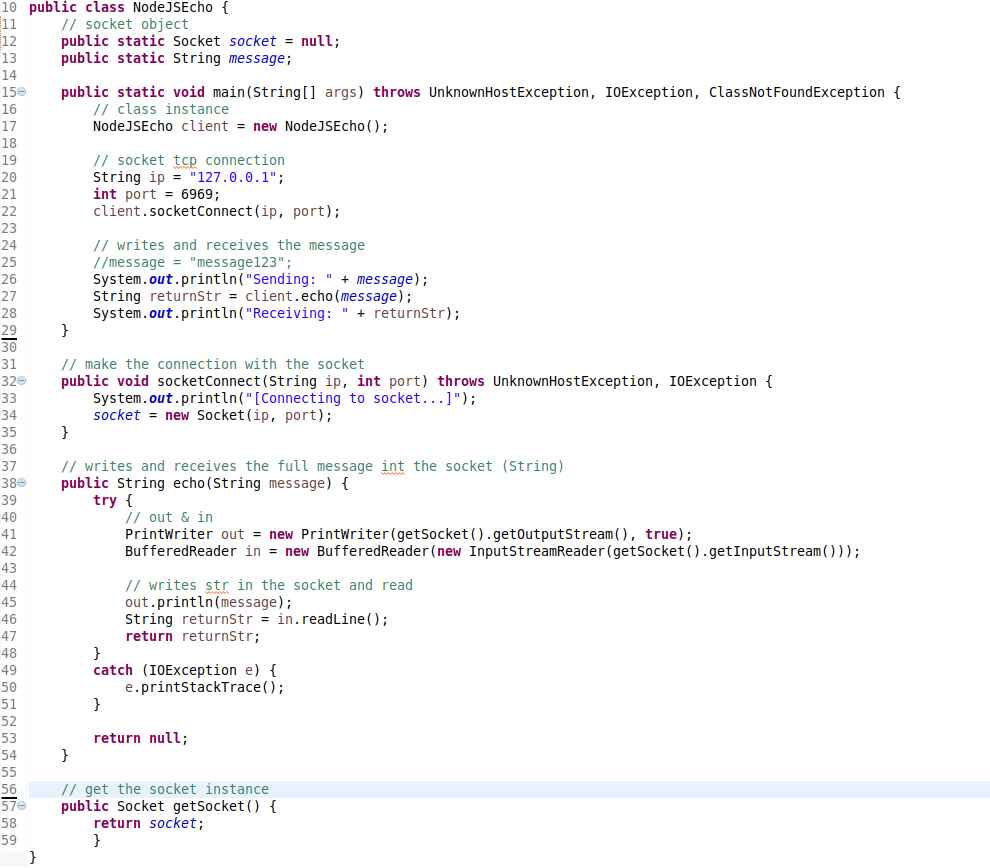 10 public class NodeJSEcho {
11     // socket object
12     public static Socket socket = null;
13     public static String message;
14
15     public static void main(String[] args) throws UnknownHostException, IOException, ClassNotFoundException {
16         // class instance
17         NodeJSEcho client = new NodeJSEcho();
18
19         // socket tcp connection
20         String ip = "127.0.0.1";
21         int port = 6969;
22         client.socketConnect(ip, port);
23
24         // writes and receives the message
25         //message = "message123";
26         System.out.println("Sending: " + message);
27         String returnStr = client.echo(message);
28         System.out.println("Receiving: " + returnStr);
29     }
30
31     // make the connection with the socket
32     public void socketConnect(String ip, int port) throws UnknownHostException, IOException {
33         System.out.println("[Connecting to socket...]");
34         socket = new Socket(ip, port);
35     }
36
37     // writes and receives the full message int the socket (String)
38     public String echo(String message) {
39         try {
40             // out & in
41             PrintWriter out = new PrintWriter(getSocket().getOutputStream(), true);
42             BufferedReader in = new BufferedReader(new InputStreamReader(getSocket().getInputStream()));
43
44             // writes str in the socket and read
45             out.println(message);
46             String returnStr = in.readLine();
47             return returnStr;
48         }
49         catch (IOException e) {
50             e.printStackTrace();
51         }
52
53         return null;
54     }
55
56     // get the socket instance
57     public Socket getSocket() {
58         return socket;
59         }
}